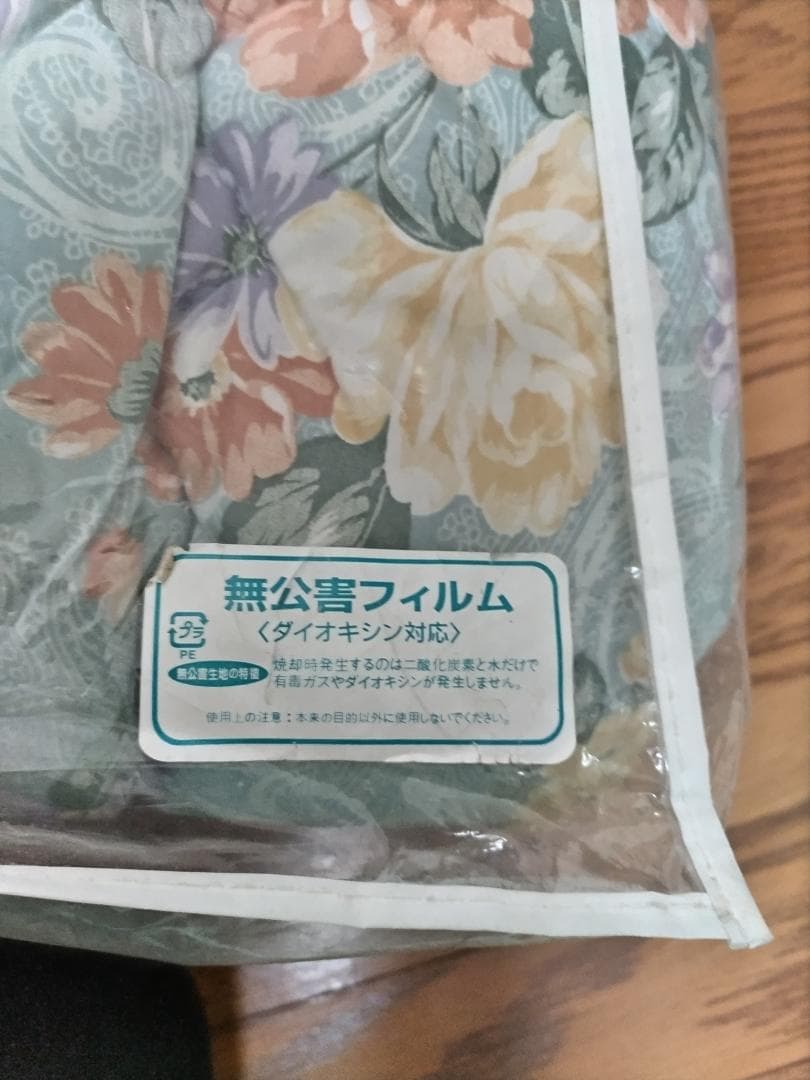 無公害フィルム
〈ダイオキシン対応〉
プラ
PE
無公害生地の特徴
焼却時発生するのは二酸化炭素と水だけで
有毒ガスやダイオキシンが発生しません。
使用上の注意：本来の目的以外に使用しないでください。